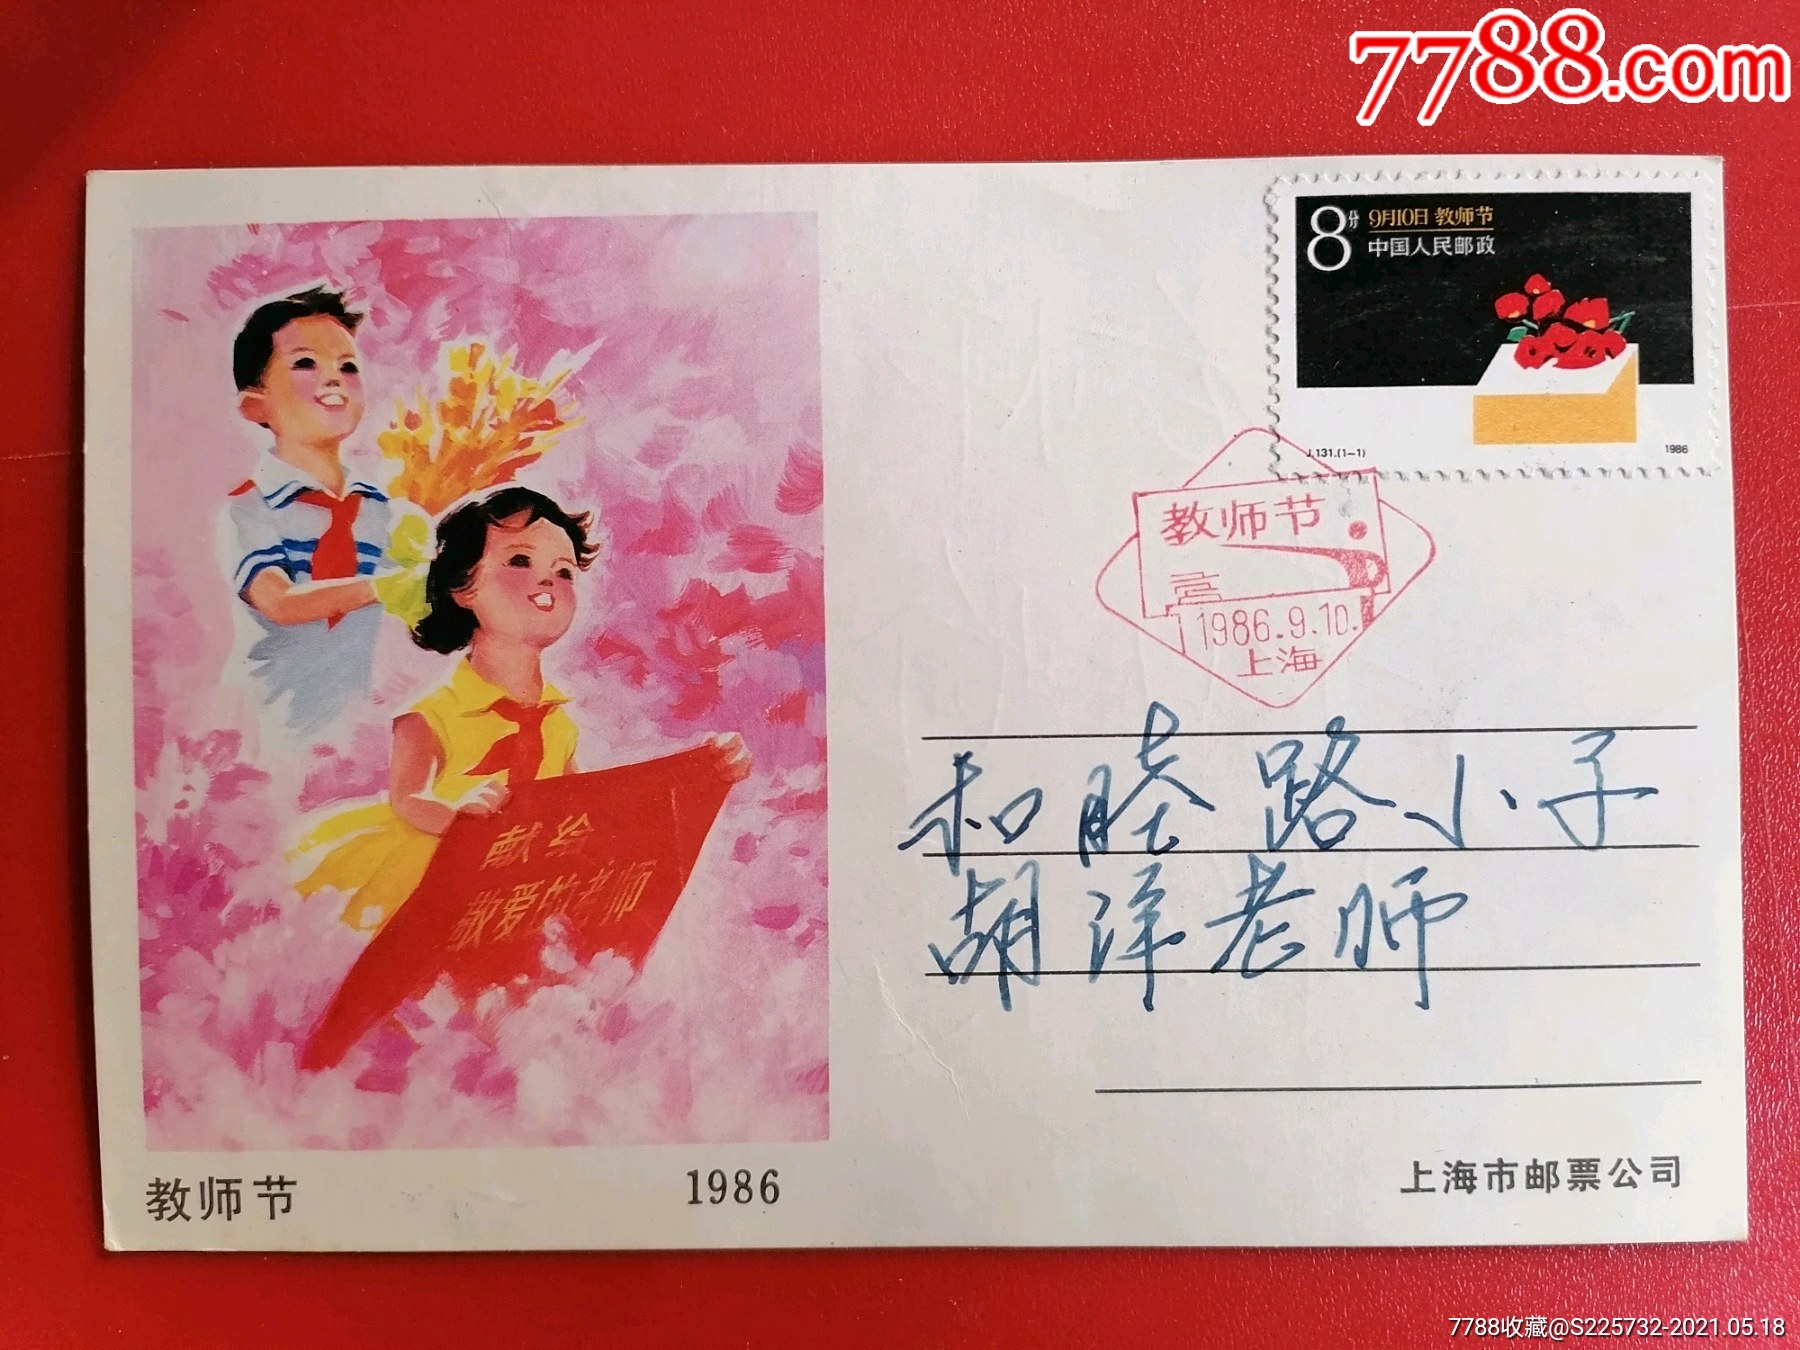 7788.com
8分
9月10日 教师节
中国人民邮政
J.131.(1-1)
1986
教师节
1986.9.10.
上海
献给
敬爱的老师
和睦路小子
胡洋老师
教师节
1986
上海市邮票公司
7788收藏@S225732-2021.05.18